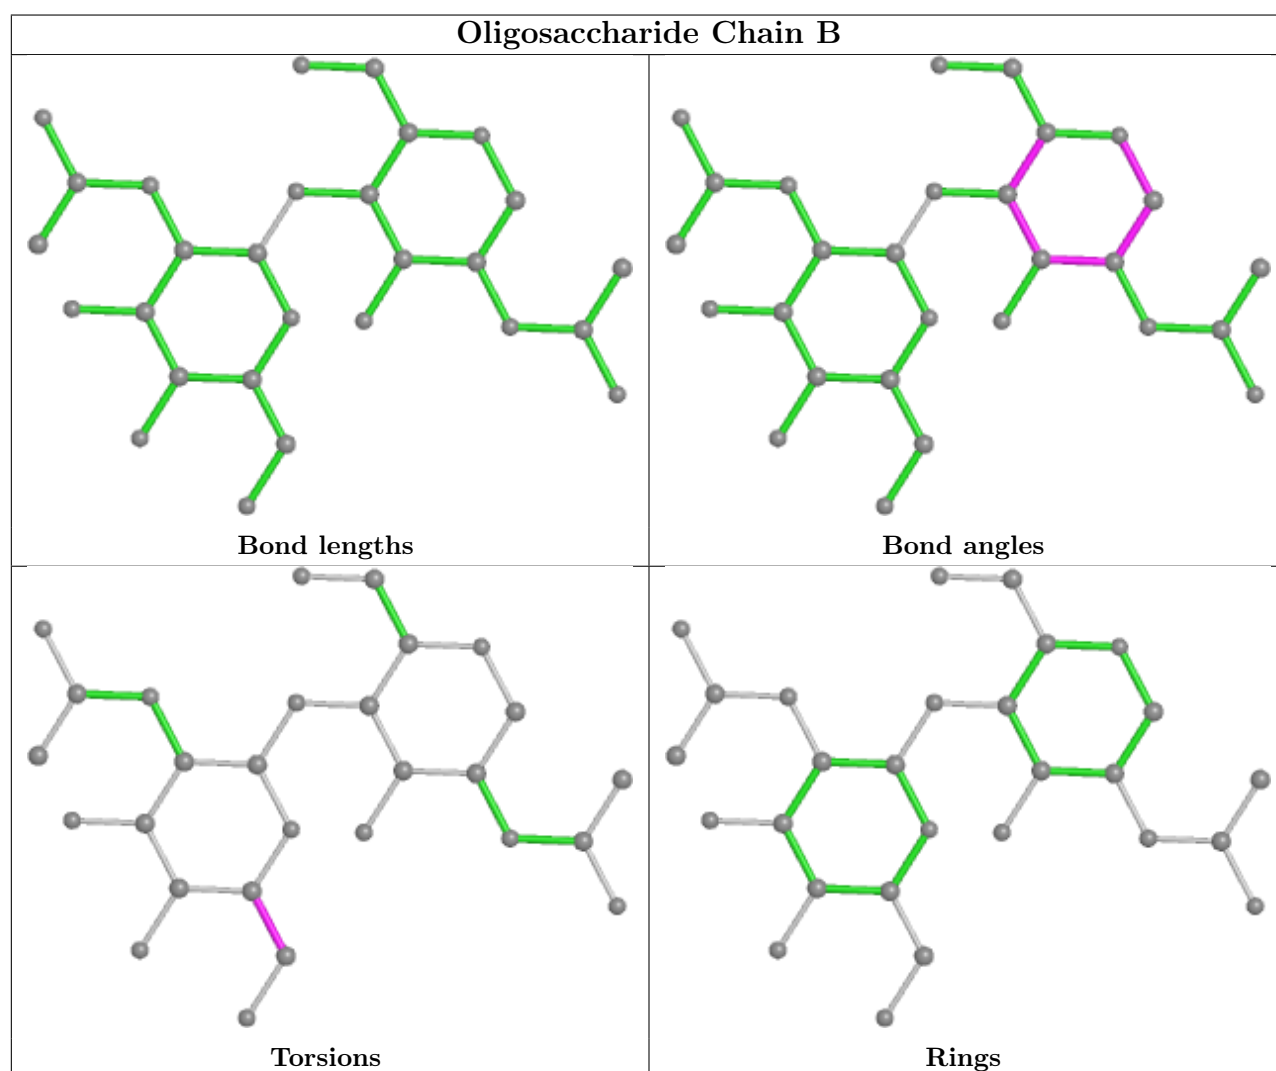 Oligosaccharide Chain B
Bond lengths
Bond angles
Torsions
Rings